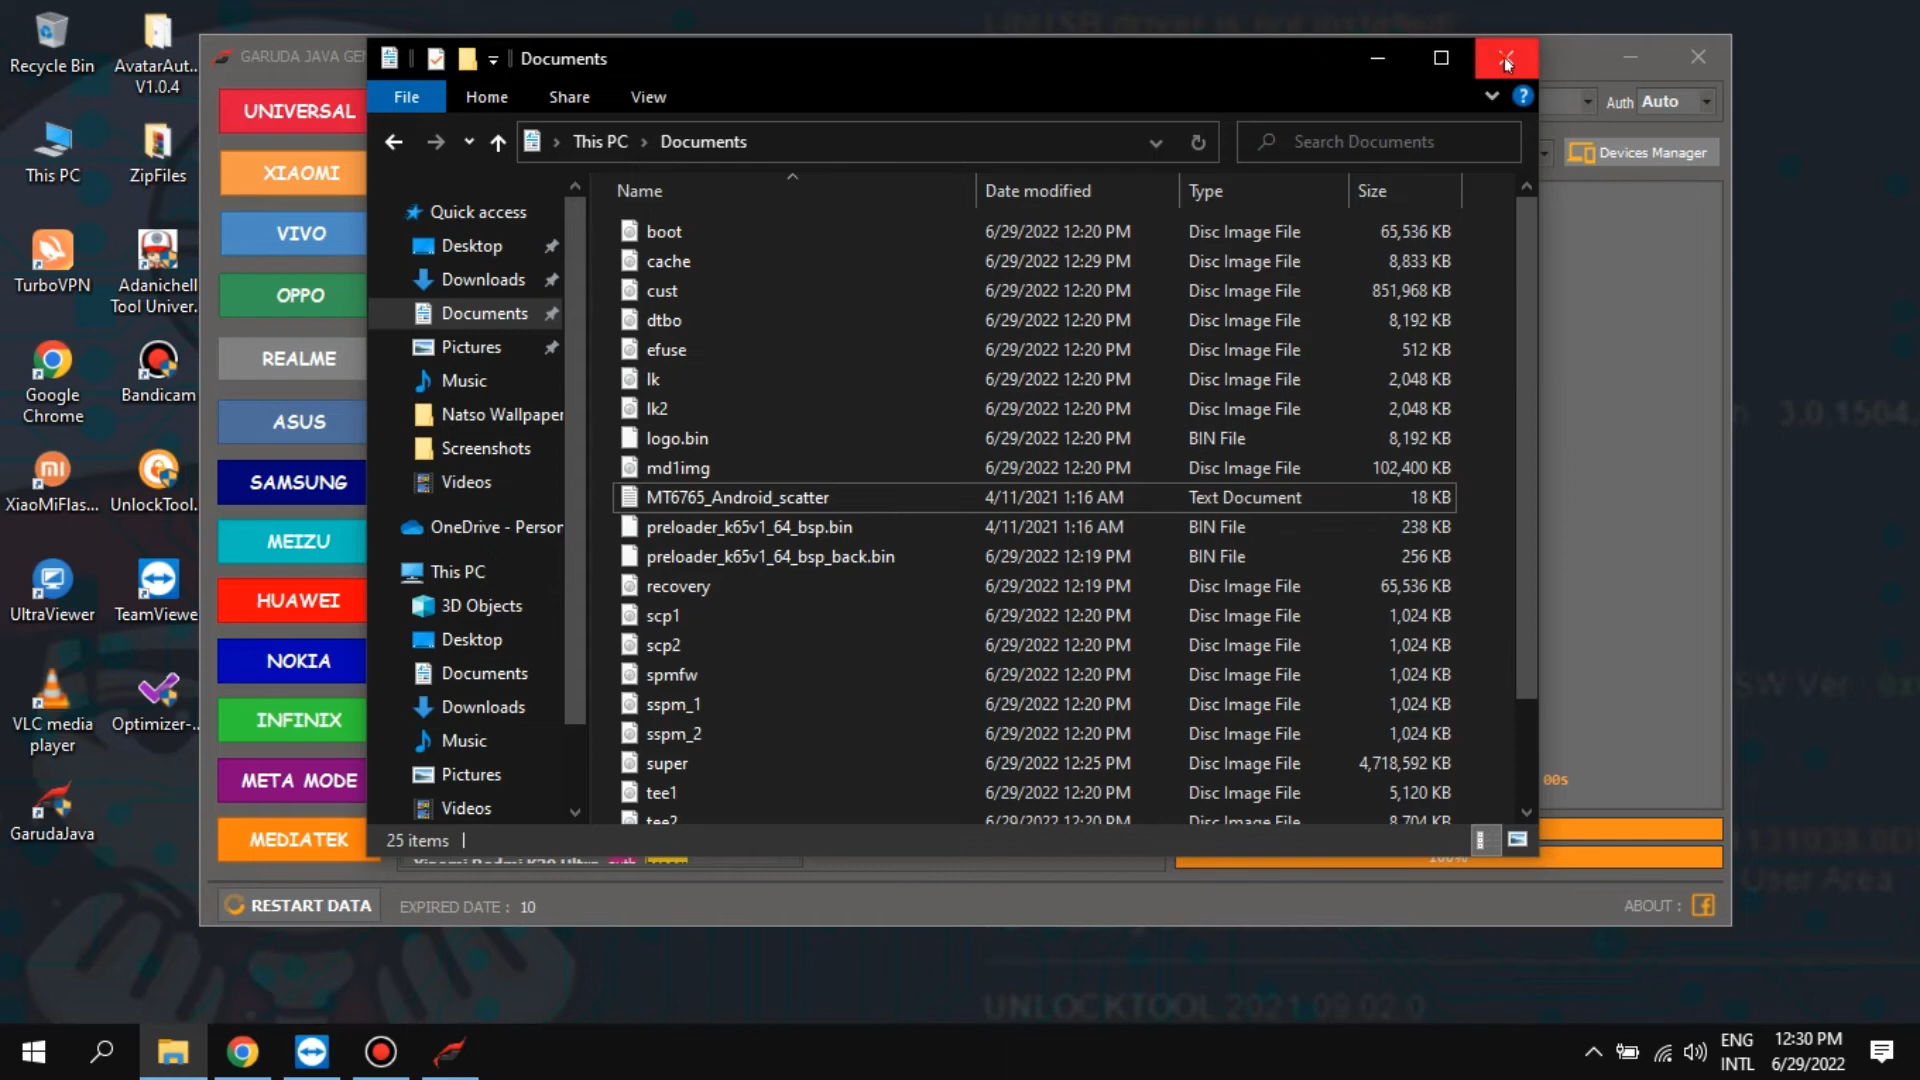 Recycle Bin
AvatarAut..
V1.0.4
This PC
ZipFiles
TurboVPN
Adanichell
Tool Univer..
Google
Chrome
Bandicam
XiaoMiFlas...
UnlockTool.
UltraViewer
TeamViewe
VLC media
player
Optimizer-..
GarudaJava
GARUDA JAVA GE
UNIVERSAL
XIAOMI
VIVO
OPPO
REALME
ASUS
SAMSUNG
MEIZU
HUAWEI
NOKIA
INFINIX
META MODE
MEDIATEK
RESTART DATA
EXPIRED DATE : 10
ABOUT :
Auth Auto
Devices Manager
00s
100%
Documents
File Home Share View
This PC > Documents
Search Documents
Quick access
Desktop
Downloads
Documents
Pictures
Music
Natso Wallpaper
Screenshots
Videos
OneDrive - Person
This PC
3D Objects
Desktop
Documents
Downloads
Music
Pictures
Videos
Name Date modified Type Size
boot 6/29/2022 12:20 PM Disc Image File 65,536 KB
cache 6/29/2022 12:29 PM Disc Image File 8,833 KB
cust 6/29/2022 12:20 PM Disc Image File 851,968 KB
dtbo 6/29/2022 12:20 PM Disc Image File 8,192 KB
efuse 6/29/2022 12:20 PM Disc Image File 512 KB
lk 6/29/2022 12:20 PM Disc Image File 2,048 KB
lk2 6/29/2022 12:20 PM Disc Image File 2,048 KB
logo.bin 6/29/2022 12:20 PM BIN File 8,192 KB
md1img 6/29/2022 12:20 PM Disc Image File 102,400 KB
MT6765_Android_scatter 4/11/2021 1:16 AM Text Document 18 KB
preloader_k65v1_64_bsp.bin 4/11/2021 1:16 AM BIN File 238 KB
preloader_k65v1_64_bsp_back.bin 6/29/2022 12:19 PM BIN File 256 KB
recovery 6/29/2022 12:19 PM Disc Image File 65,536 KB
scp1 6/29/2022 12:20 PM Disc Image File 1,024 KB
scp2 6/29/2022 12:20 PM Disc Image File 1,024 KB
spmfw 6/29/2022 12:20 PM Disc Image File 1,024 KB
sspm_1 6/29/2022 12:20 PM Disc Image File 1,024 KB
sspm_2 6/29/2022 12:20 PM Disc Image File 1,024 KB
super 6/29/2022 12:25 PM Disc Image File 4,718,592 KB
tee1 6/29/2022 12:20 PM Disc Image File 5,120 KB
tee2 6/29/2022 12:20 PM Disc Image File 8,704 KB
25 items
3.0.1504.
SW Ver :
User Area
UNLOCKTOOL 2021.09.02.0
ENG
INTL
12:30 PM
6/29/2022